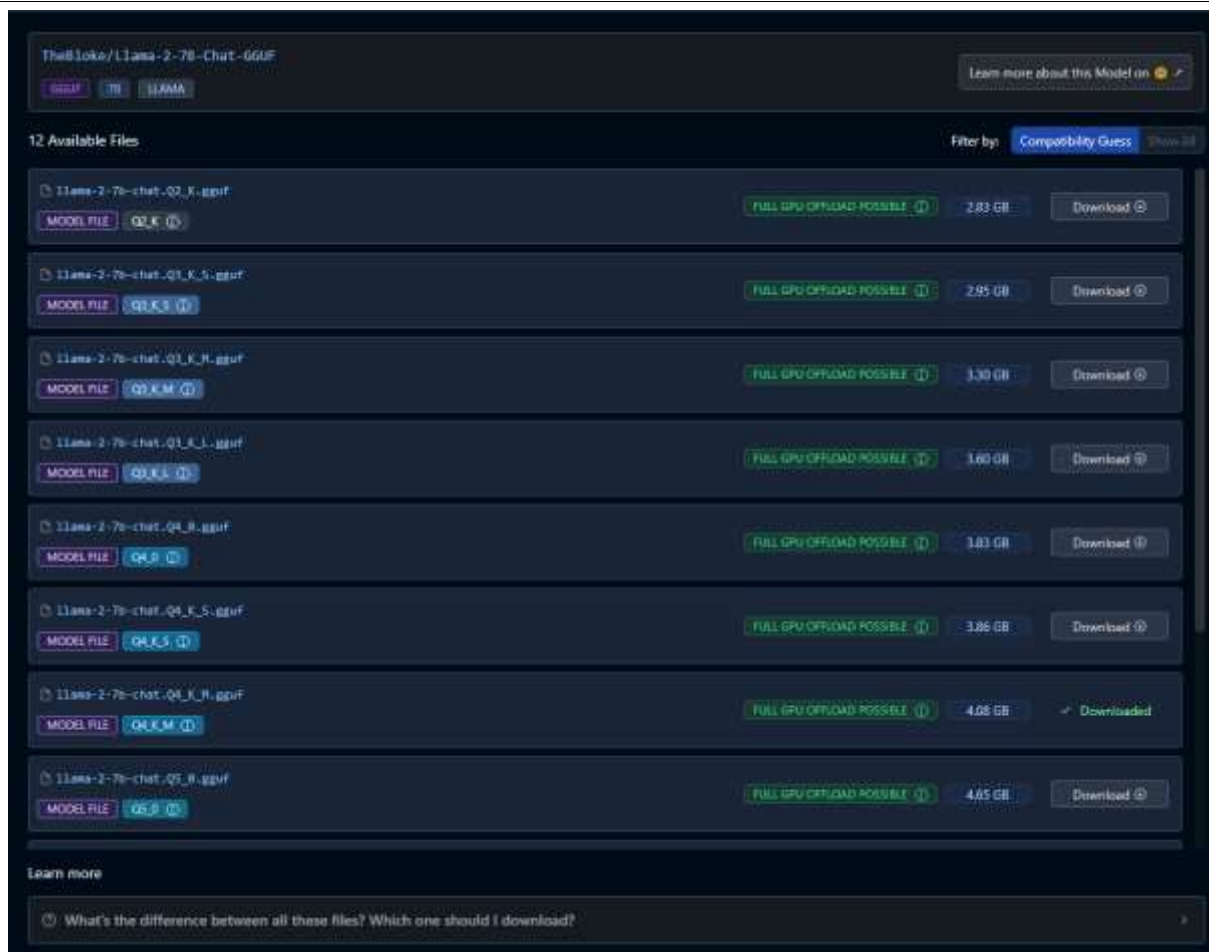 TheBloke/Llama-2-7B-Chat-GGUF
GGUF 7B LLAMA
Learn more about this Model on
12 Available Files
Filter by: Compatibility Guess Show All
llama-2-7b-chat.Q2_K.gguf
MODEL FILE Q2_K
FULL GPU OFFLOAD POSSIBLE 2.83 GB Download
llama-2-7b-chat.Q3_K_S.gguf
MODEL FILE Q3_K_S
FULL GPU OFFLOAD POSSIBLE 2.95 GB Download
llama-2-7b-chat.Q3_K_M.gguf
MODEL FILE Q3_K_M
FULL GPU OFFLOAD POSSIBLE 3.30 GB Download
llama-2-7b-chat.Q3_K_L.gguf
MODEL FILE Q3_K_L
FULL GPU OFFLOAD POSSIBLE 3.60 GB Download
llama-2-7b-chat.Q4_0.gguf
MODEL FILE Q4_0
FULL GPU OFFLOAD POSSIBLE 3.83 GB Download
llama-2-7b-chat.Q4_K_S.gguf
MODEL FILE Q4_K_S
FULL GPU OFFLOAD POSSIBLE 3.86 GB Download
llama-2-7b-chat.Q4_K_M.gguf
MODEL FILE Q4_K_M
FULL GPU OFFLOAD POSSIBLE 4.08 GB Downloaded
llama-2-7b-chat.Q5_0.gguf
MODEL FILE Q5_0
FULL GPU OFFLOAD POSSIBLE 4.65 GB Download
Learn more
What's the difference between all these files? Which one should I download?